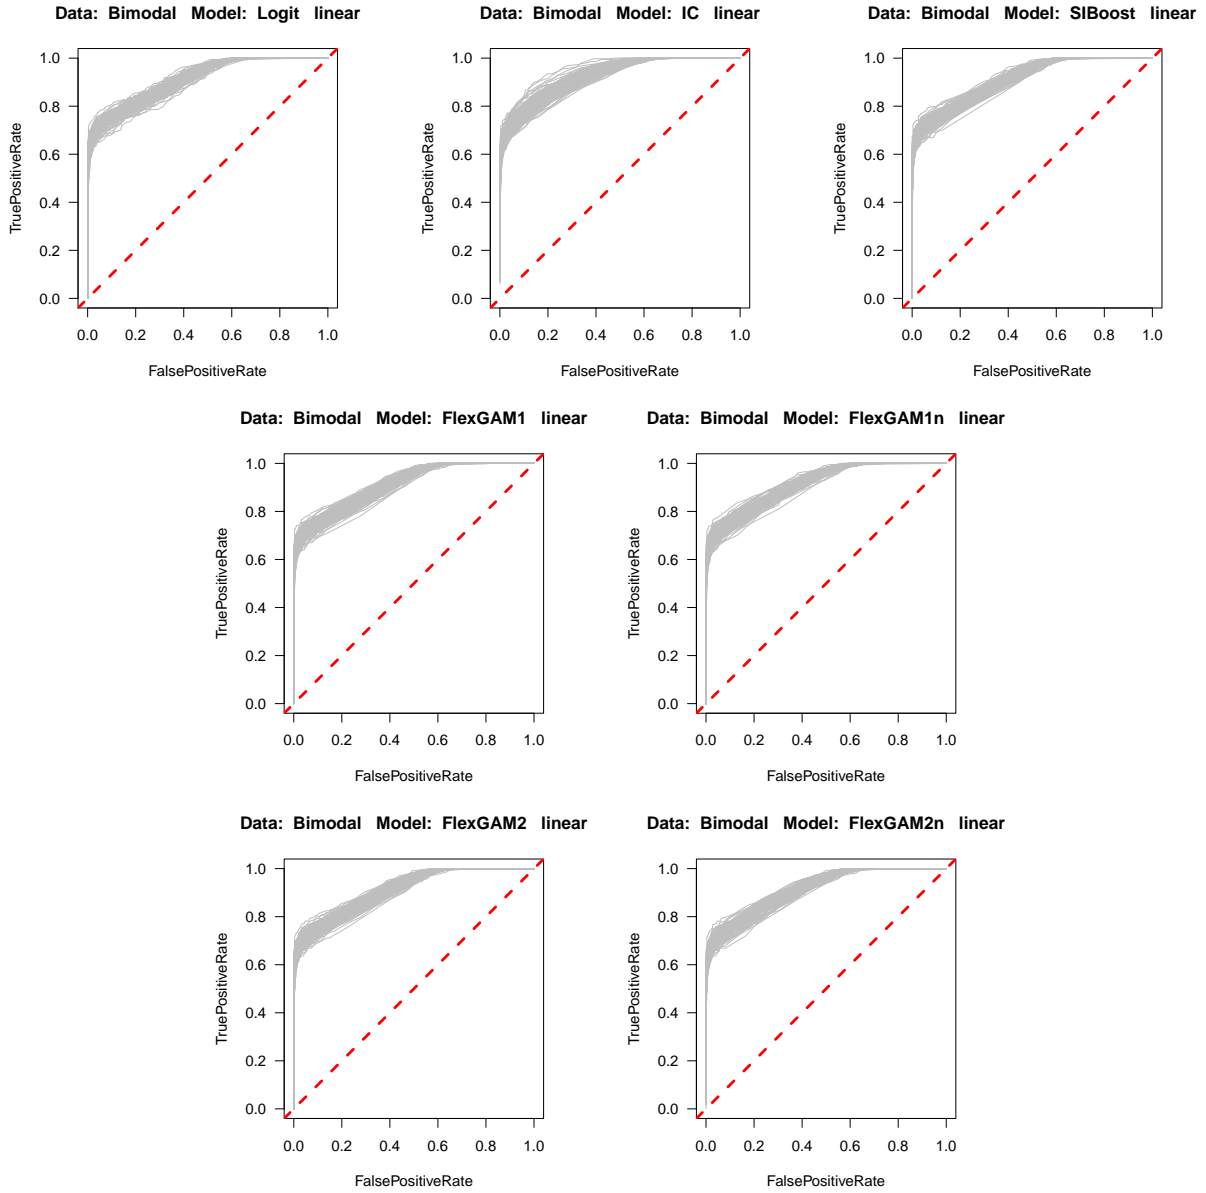 Data: Bimodal Model: Logit linear
1.0
0.8
0.6
0.4
0.2
0.0
TruePositiveRate
0.0 0.2 0.4 0.6 0.8 1.0
FalsePositiveRate
Data: Bimodal Model: IC linear
1.0
0.8
0.6
0.4
0.2
0.0
TruePositiveRate
0.0 0.2 0.4 0.6 0.8 1.0
FalsePositiveRate
Data: Bimodal Model: SIBoost linear
1.0
0.8
0.6
0.4
0.2
0.0
TruePositiveRate
0.0 0.2 0.4 0.6 0.8 1.0
FalsePositiveRate
Data: Bimodal Model: FlexGAM1 linear
1.0
0.8
0.6
0.4
0.2
0.0
TruePositiveRate
0.0 0.2 0.4 0.6 0.8 1.0
FalsePositiveRate
Data: Bimodal Model: FlexGAM1n linear
1.0
0.8
0.6
0.4
0.2
0.0
TruePositiveRate
0.0 0.2 0.4 0.6 0.8 1.0
FalsePositiveRate
Data: Bimodal Model: FlexGAM2 linear
1.0
0.8
0.6
0.4
0.2
0.0
TruePositiveRate
0.0 0.2 0.4 0.6 0.8 1.0
FalsePositiveRate
Data: Bimodal Model: FlexGAM2n linear
1.0
0.8
0.6
0.4
0.2
0.0
TruePositiveRate
0.0 0.2 0.4 0.6 0.8 1.0
FalsePositiveRate